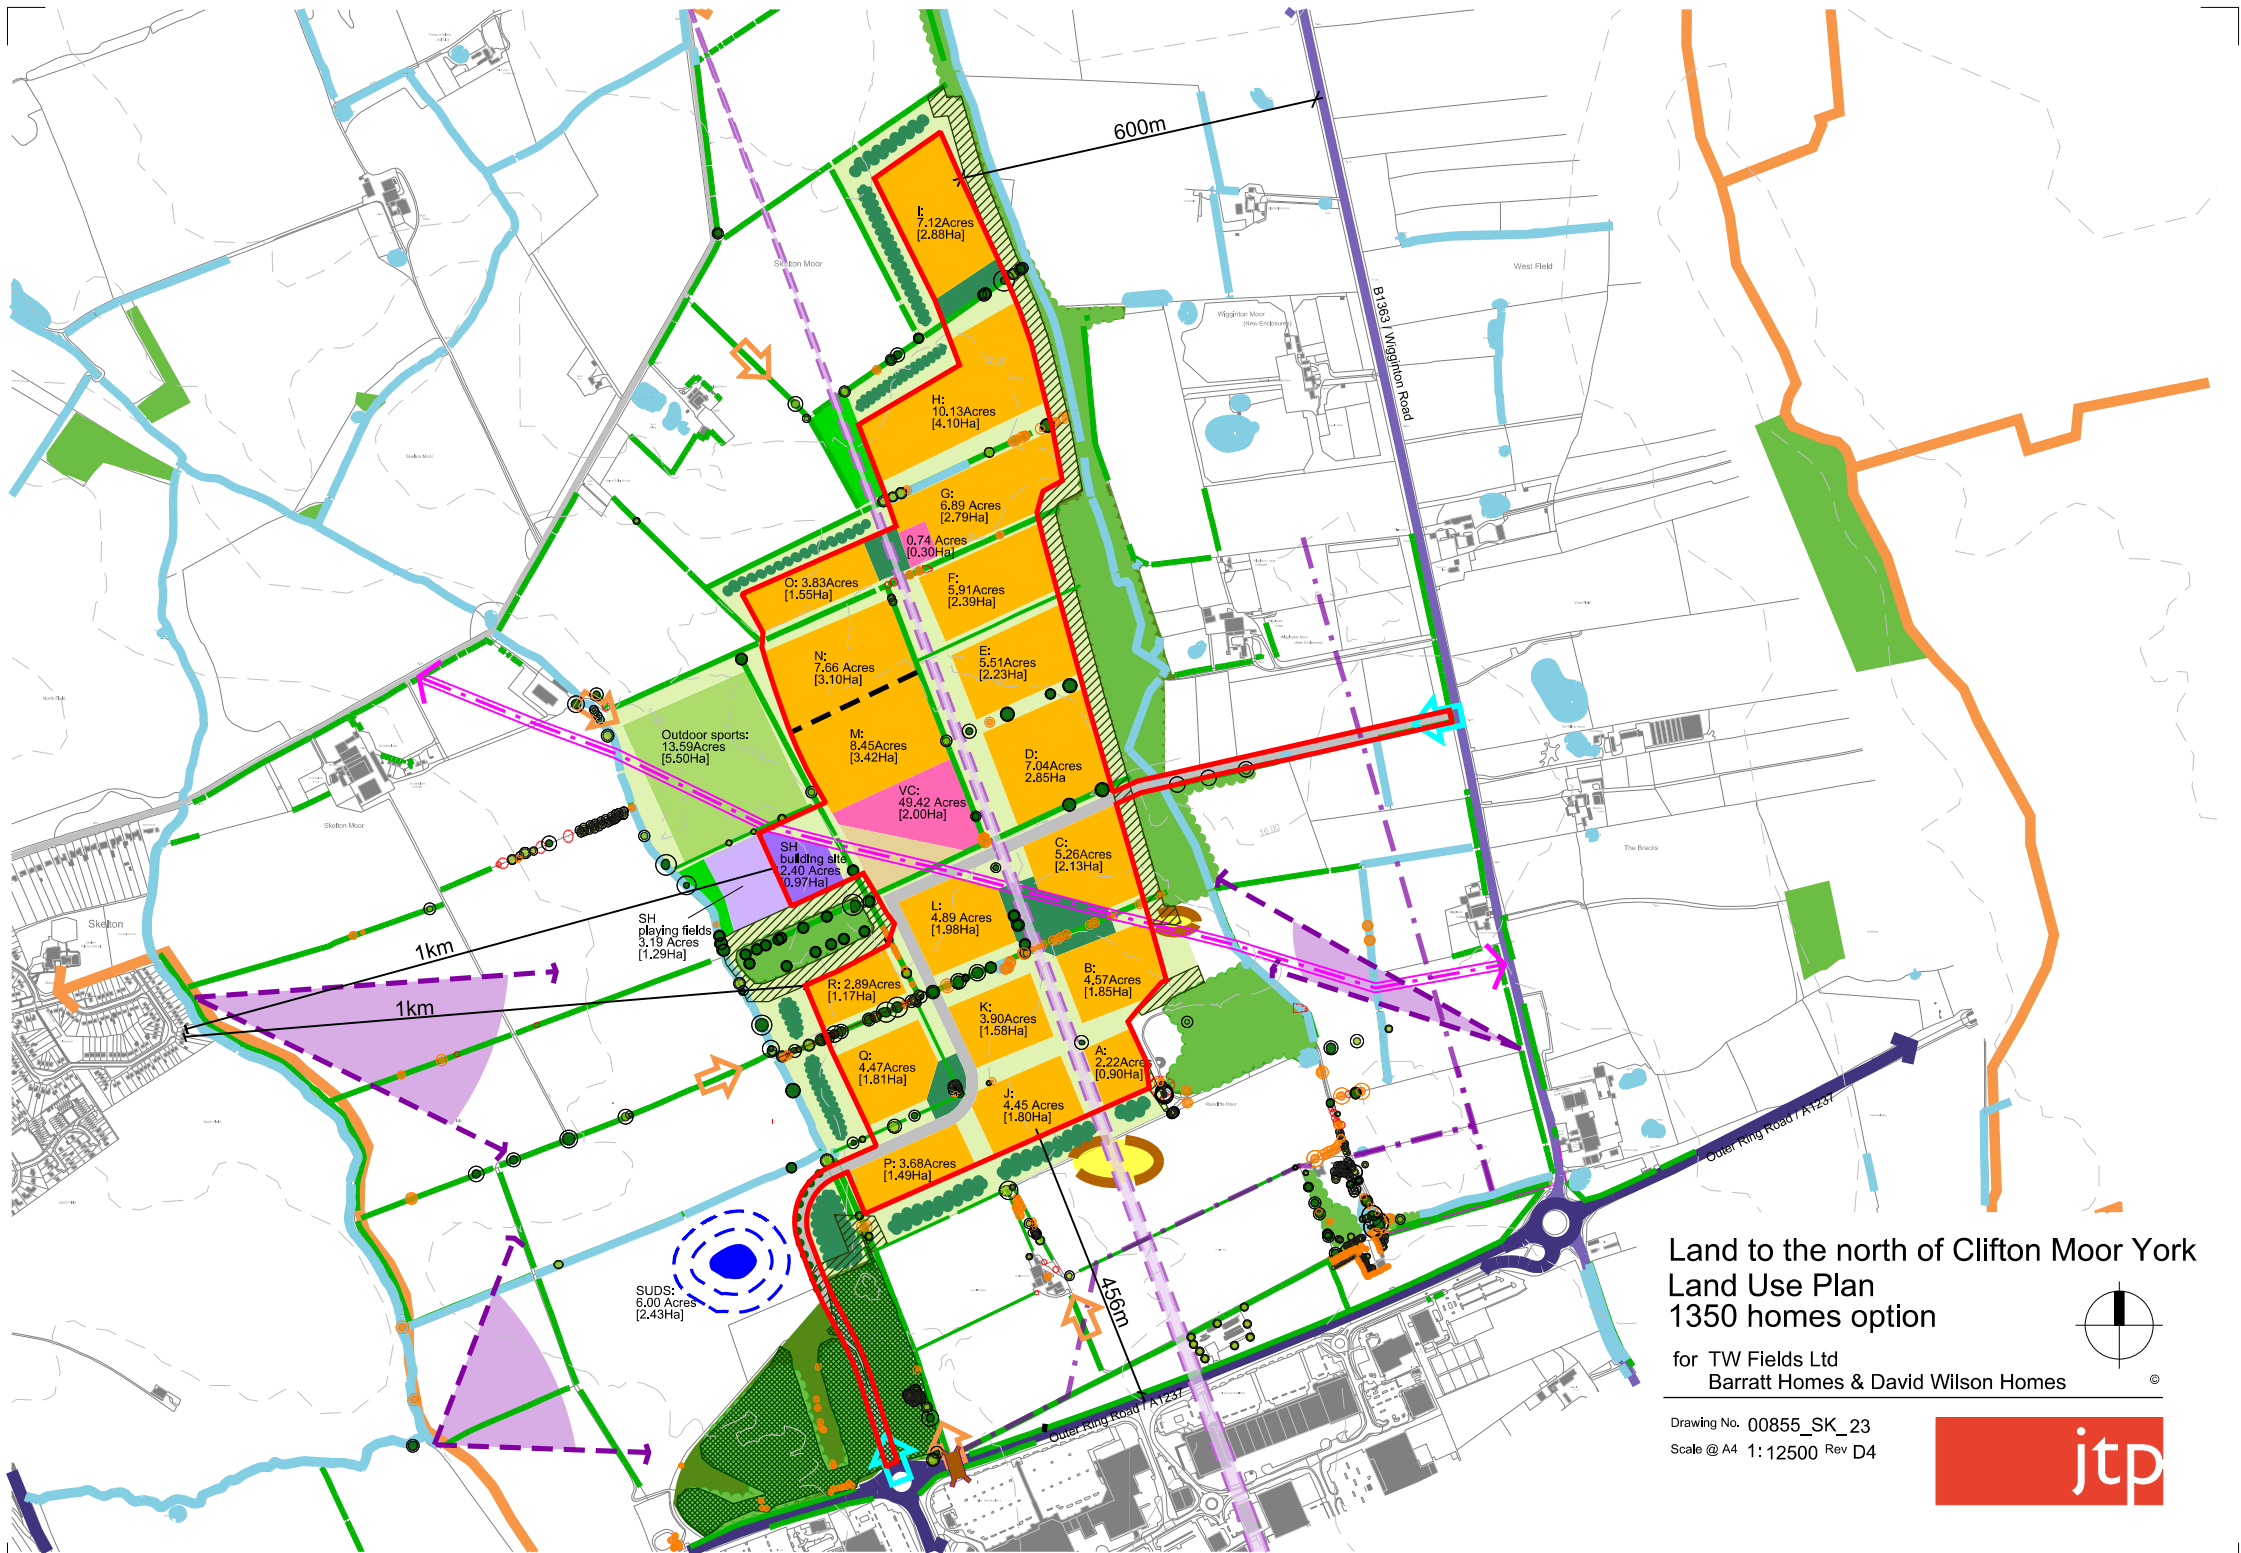 600m
I:
7.12Acres
[2.88Ha]
Skelton Moor
West Field
Wigginton Moor
(New Enclosures)
B1363 / Wigginton Road
H:
10.13Acres
[4.10Ha]
Skelton Moor
G:
6.89 Acres
[2.79Ha]
0.74 Acres
[0.30Ha]
O: 3.83Acres
[1.55Ha]
F:
5.91Acres
[2.39Ha]
N:
7.66 Acres
[3.10Ha]
E:
5.51Acres
[2.23Ha]
Outdoor sports:
13.59Acres
[5.50Ha]
M:
8.45Acres
[3.42Ha]
D:
7.04Acres
2.85Ha
VC:
49.42 Acres
[2.00Ha]
Skelton Moor
18.00
The Brecks
SH
building site
2.40 Acres
[0.97Ha]
C:
5.26Acres
[2.13Ha]
Skelton
SH
playing fields
3.19 Acres
[1.29Ha]
L:
4.89 Acres
[1.98Ha]
1km
1km
R: 2.89Acres
[1.17Ha]
B:
4.57Acres
[1.85Ha]
K:
3.90Acres
[1.58Ha]
Q:
4.47Acres
[1.81Ha]
A:
2.22Acres
[0.90Ha]
J:
4.45 Acres
[1.80Ha]
Rawcliffe Moor
Outer Ring Road / A1237
P: 3.68Acres
[1.49Ha]
SUDS:
6.00 Acres
[2.43Ha]
456m
Outer Ring Road / A1237
Land to the north of Clifton Moor York
Land Use Plan
1350 homes option
for TW Fields Ltd
Barratt Homes & David Wilson Homes ©
Drawing No. 00855_SK_23
Scale @ A4 1:12500 Rev D4
jtp